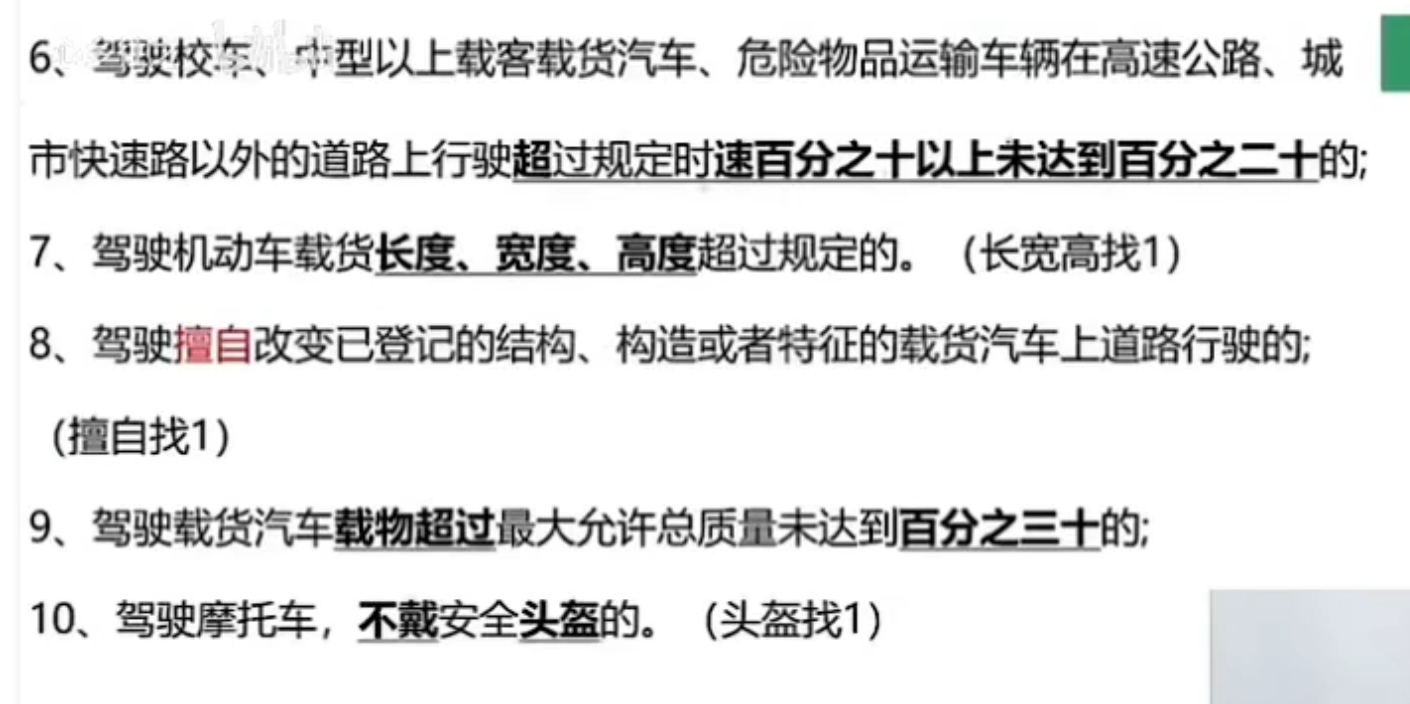 6、驾驶校车、中型以上载客载货汽车、危险物品运输车辆在高速公路、城
市快速路以外的道路上行驶超过规定时速百分之十以上未达到百分之二十的;
7、驾驶机动车载货长度、宽度、高度超过规定的。（长宽高找1）
8、驾驶擅自改变已登记的结构、构造或者特征的载货汽车上道路行驶的;
（擅自找1）
9、驾驶载货汽车载物超过最大允许总质量未达到百分之三十的;
10、驾驶摩托车，不戴安全头盔的。（头盔找1）